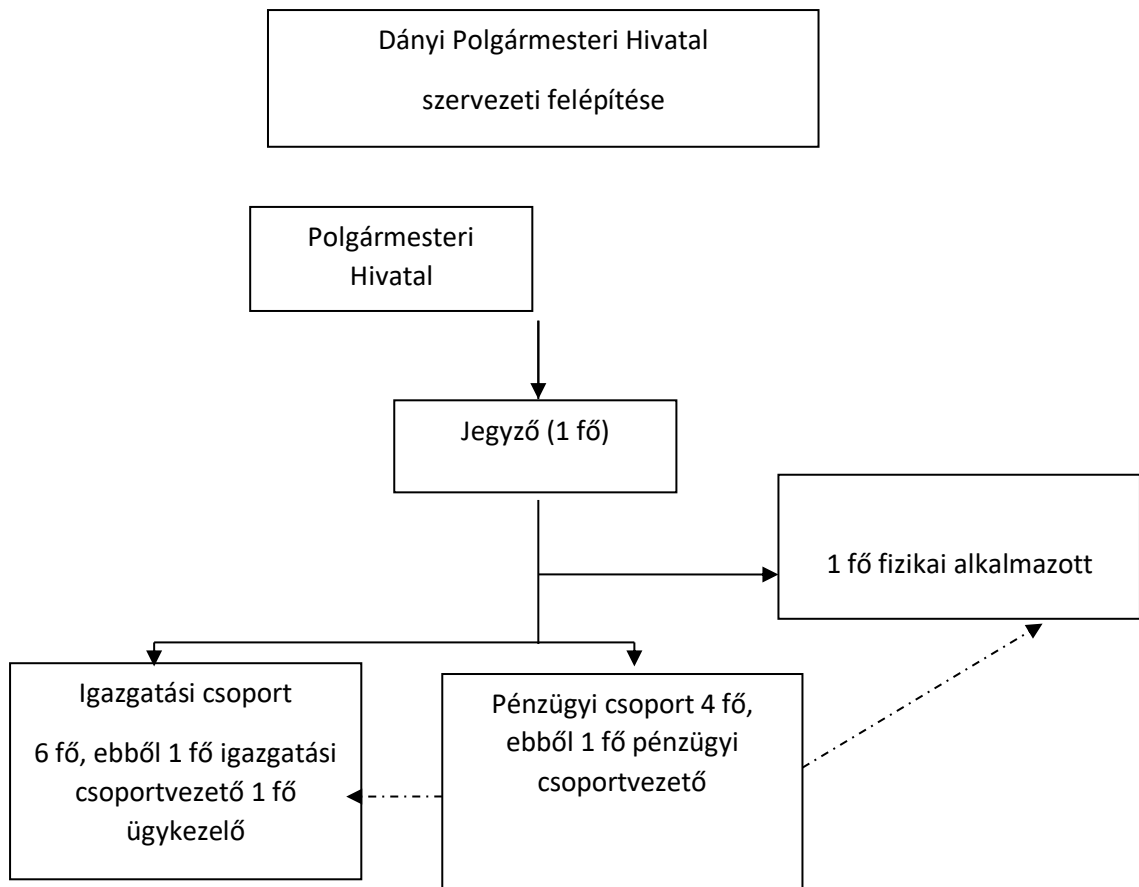 Dányi Polgármesteri Hivatal
szervezeti felépítése
Polgármesteri
Hivatal
Jegyző (1 fő)
1 fő fizikai alkalmazott
Igazgatási csoport
6 fő, ebből 1 fő igazgatási
csoportvezető 1 fő
ügykezelő
Pénzügyi csoport 4 fő,
ebből 1 fő pénzügyi
csoportvezető